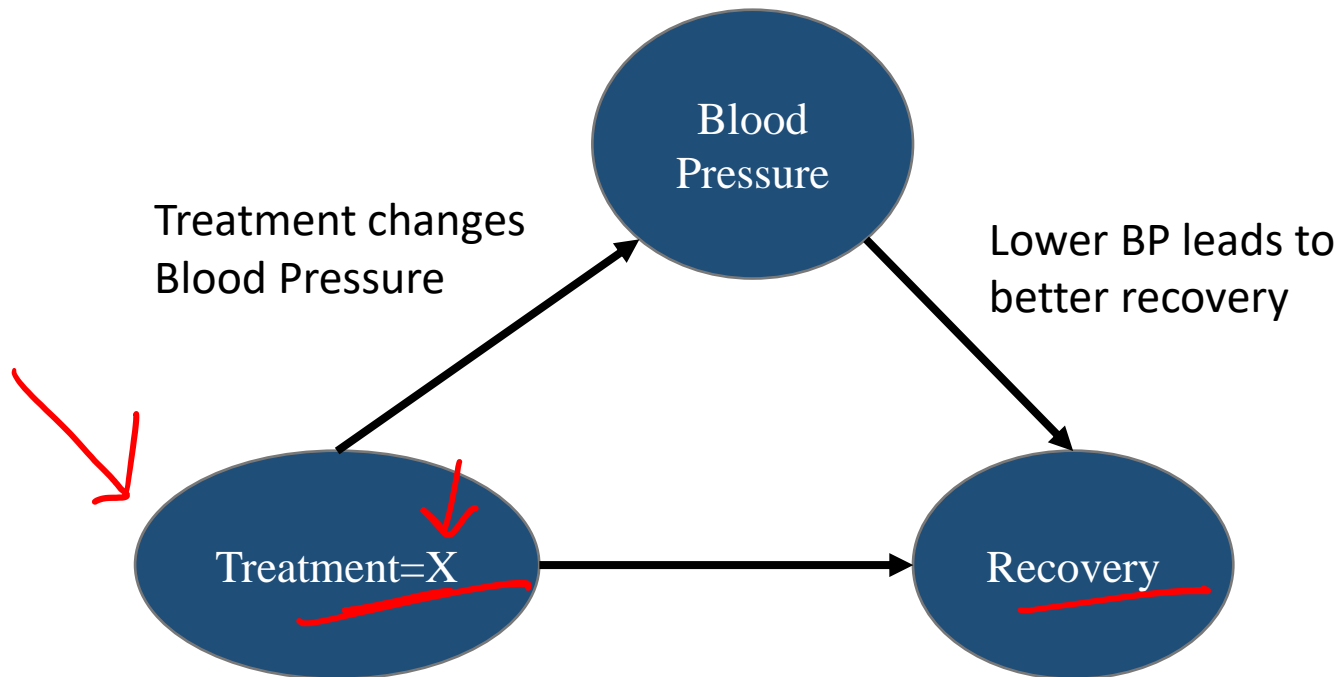 Blood
Pressure
Treatment changes
Blood Pressure
Lower BP leads to
better recovery
Treatment=X
Recovery